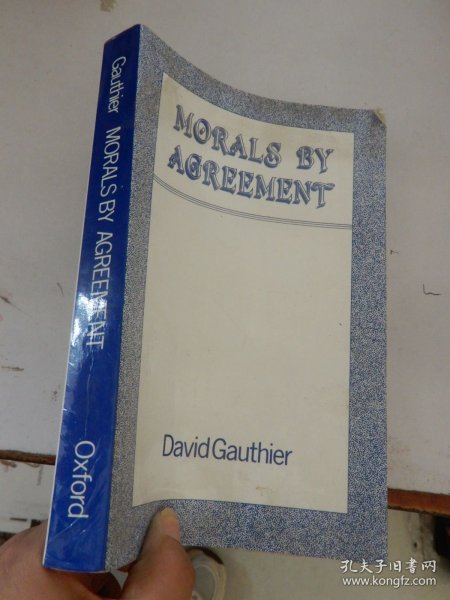 Gauthier MORALS BY AGREEMENT Oxford
MORALS BY
AGREEMENT
David Gauthier
孔夫子旧书网
www.kongfz.com